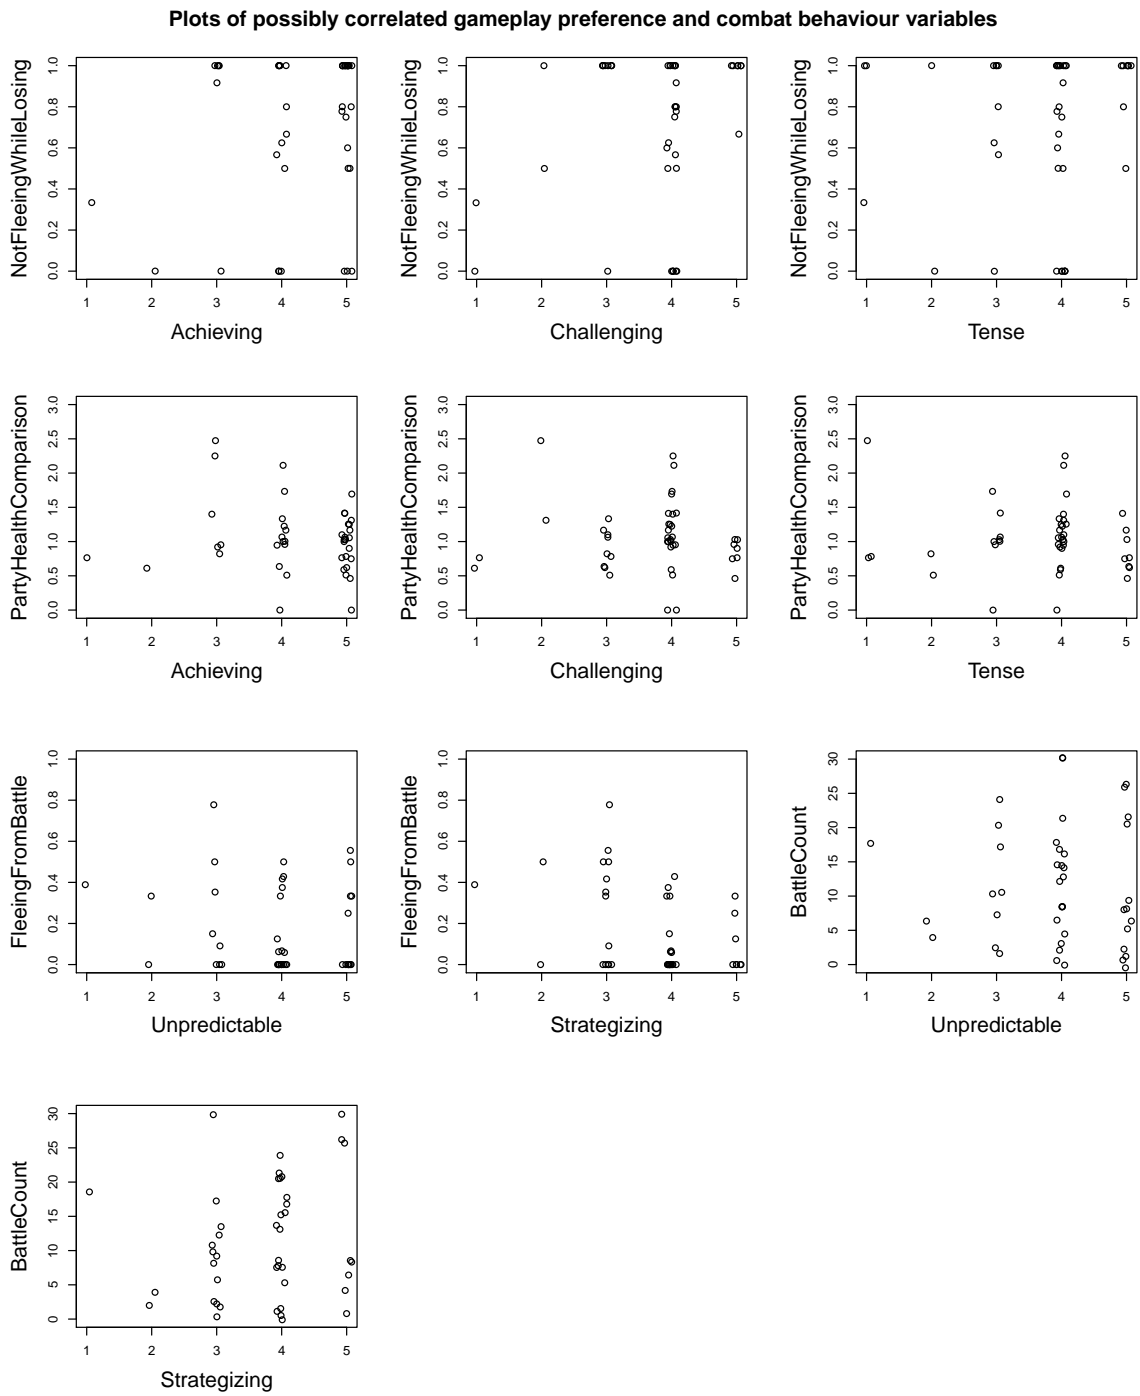 Plots of possibly correlated gameplay preference and combat behaviour variables
NotFleeingWhileLosing
0.0 0.2 0.4 0.6 0.8 1.0
1 2 3 4 5
Achieving
NotFleeingWhileLosing
0.0 0.2 0.4 0.6 0.8 1.0
1 2 3 4 5
Challenging
NotFleeingWhileLosing
0.0 0.2 0.4 0.6 0.8 1.0
1 2 3 4 5
Tense
PartyHealthComparison
0.0 0.5 1.0 1.5 2.0 2.5 3.0
1 2 3 4 5
Achieving
PartyHealthComparison
0.0 0.5 1.0 1.5 2.0 2.5 3.0
1 2 3 4 5
Challenging
PartyHealthComparison
0.0 0.5 1.0 1.5 2.0 2.5 3.0
1 2 3 4 5
Tense
FleeingFromBattle
0.0 0.2 0.4 0.6 0.8 1.0
1 2 3 4 5
Unpredictable
FleeingFromBattle
0.0 0.2 0.4 0.6 0.8 1.0
1 2 3 4 5
Strategizing
BattleCount
0 5 10 15 20 25 30
1 2 3 4 5
Unpredictable
BattleCount
0 5 10 15 20 25 30
1 2 3 4 5
Strategizing